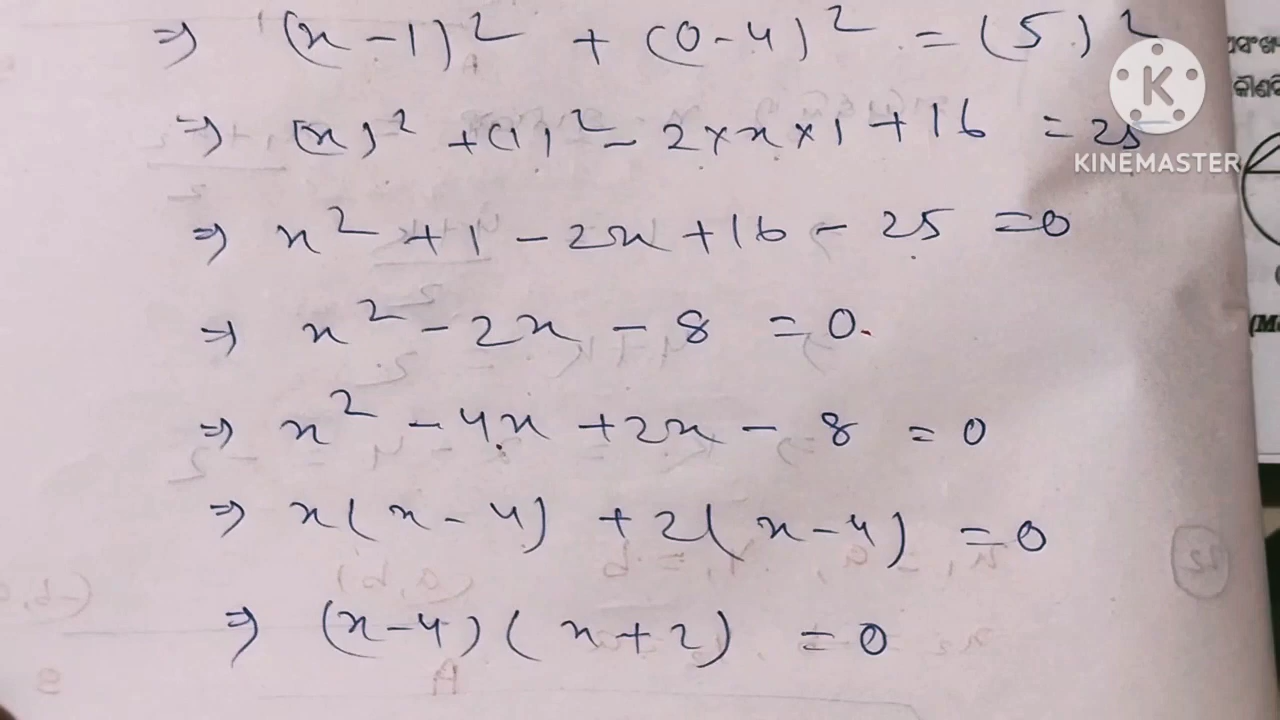 ⇒ (x - 1)² + (0 - 4)² = (5)²
⇒ (x)² + (1)² - 2 × x × 1 + 16 = 25
KINEMASTER
⇒ x² + 1 - 2x + 16 - 25 = 0
⇒ x² - 2x - 8 = 0
⇒ x² - 4x + 2x - 8 = 0
⇒ x(x - 4) + 2(x - 4) = 0
⇒ (x - 4)(x + 2) = 0